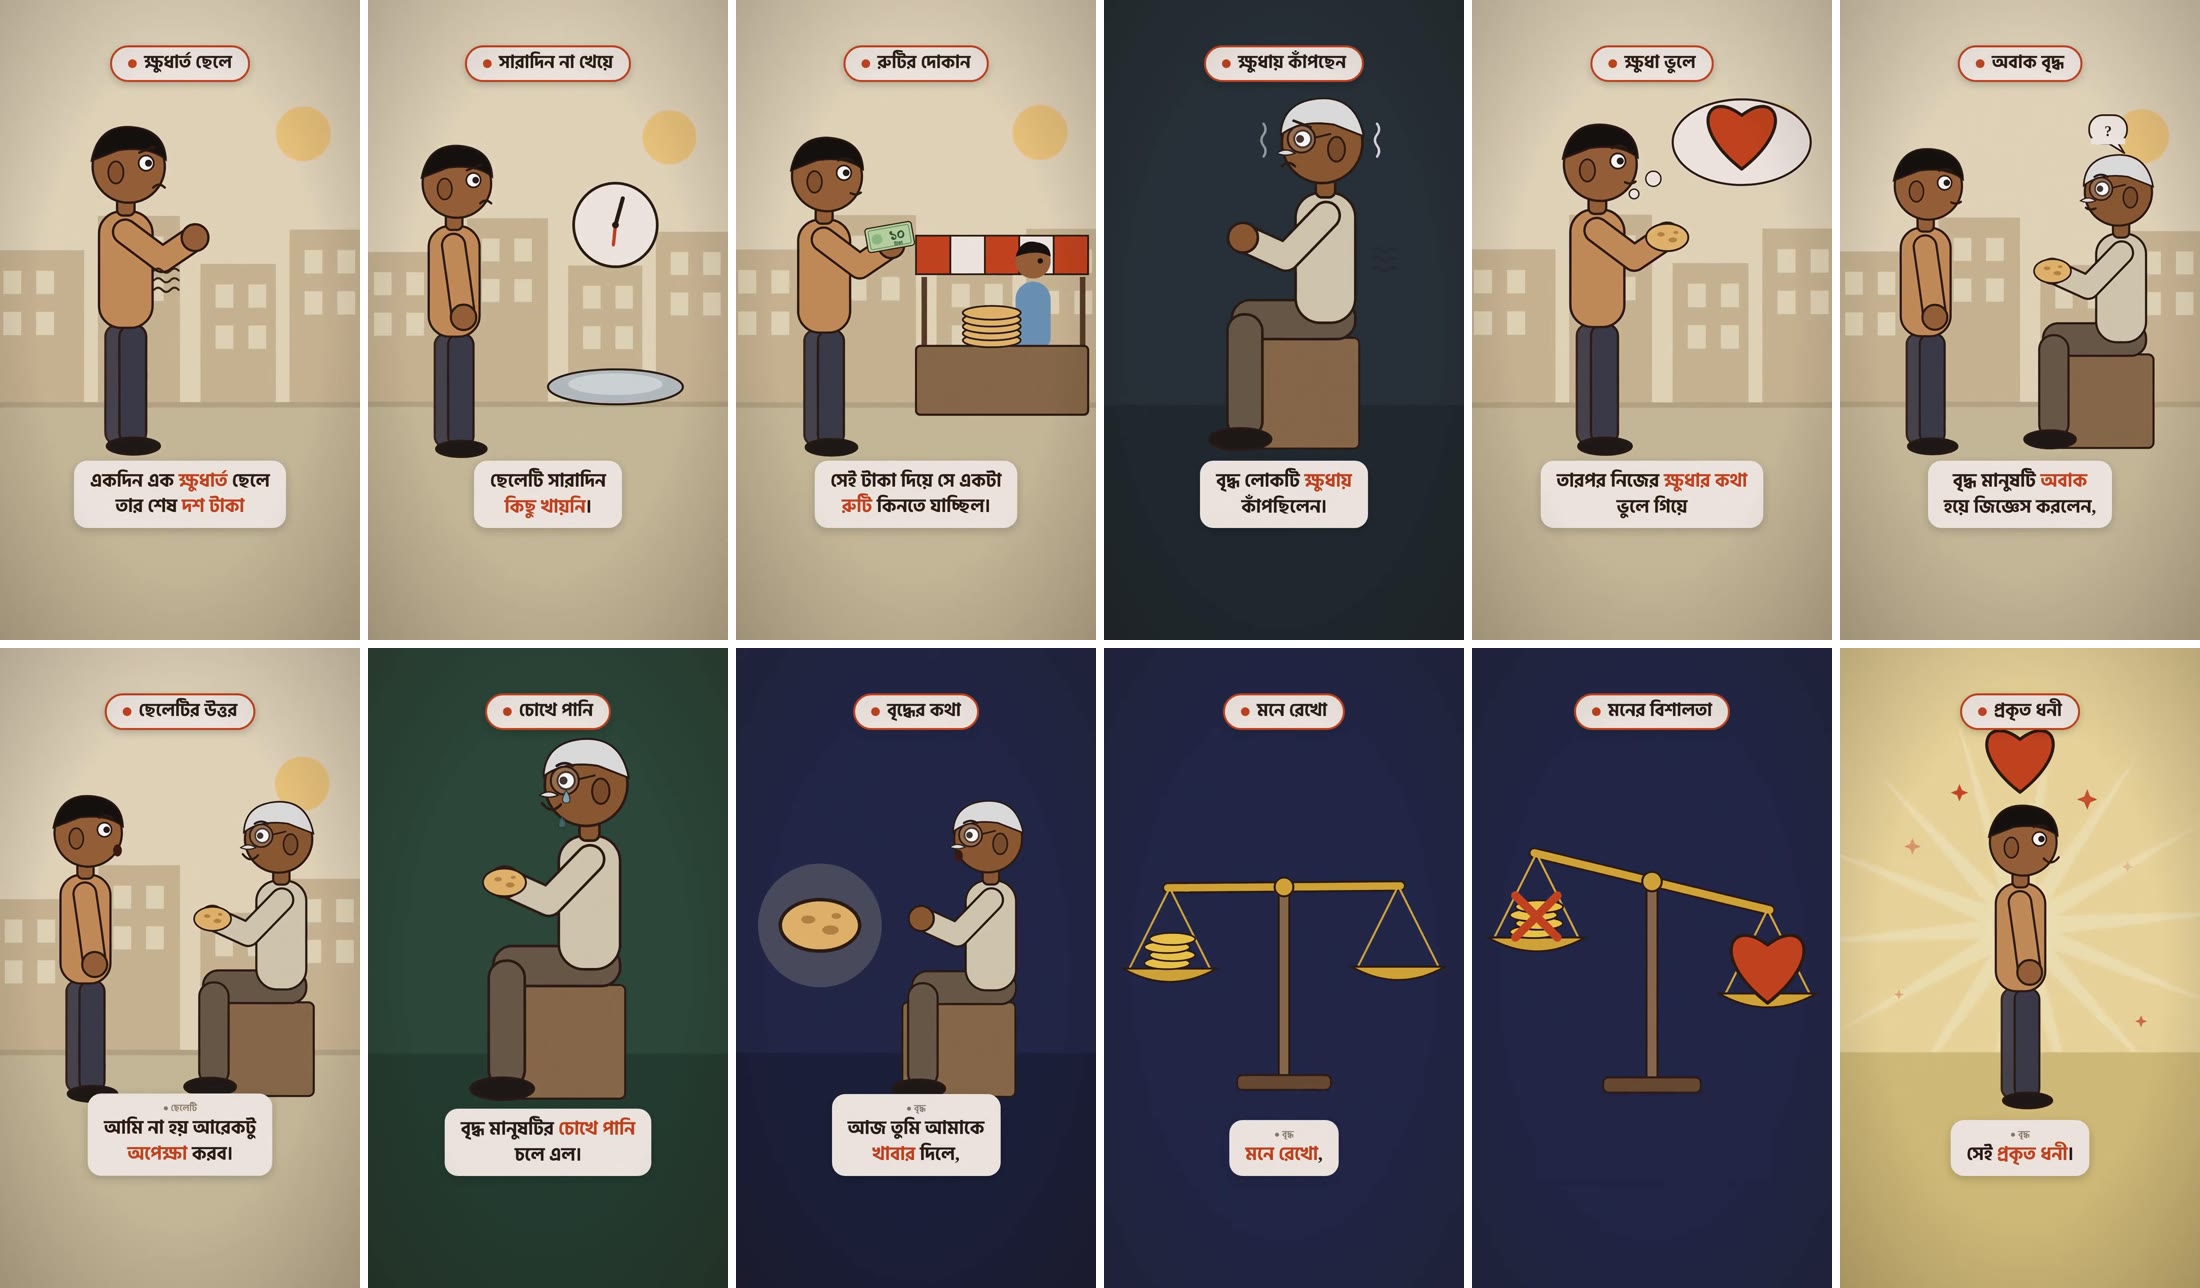 ক্ষুধার্ত ছেলে
একদিন এক ক্ষুধার্ত ছেলে
তার শেষ দশ টাকা
সারাদিন না খেয়ে
ছেলেটি সারাদিন
কিছু খায়নি।
রুটির দোকান
১০
সেই টাকা দিয়ে সে একটা
রুটি কিনতে যাচ্ছিল।
ক্ষুধায় কাঁপছেন
বৃদ্ধ লোকটি ক্ষুধায়
কাঁপছিলেন।
ক্ষুধা ভুলে
তারপর নিজের ক্ষুধার কথা
ভুলে গিয়ে
অবাক বৃদ্ধ
?
বৃদ্ধ মানুষটি অবাক
হয়ে জিজ্ঞেস করলেন,
ছেলেটির উত্তর
ছেলেটি
আমি না হয় আরেকটু
অপেক্ষা করব।
চোখে পানি
বৃদ্ধ মানুষটির চোখে পানি
চলে এল।
বৃদ্ধের কথা
বৃদ্ধ
আজ তুমি আমাকে
খাবার দিলে,
মনে রেখো
বৃদ্ধ
মনে রেখো,
মনের বিশালতা
প্রকৃত ধনী
বৃদ্ধ
সেই প্রকৃত ধনী।